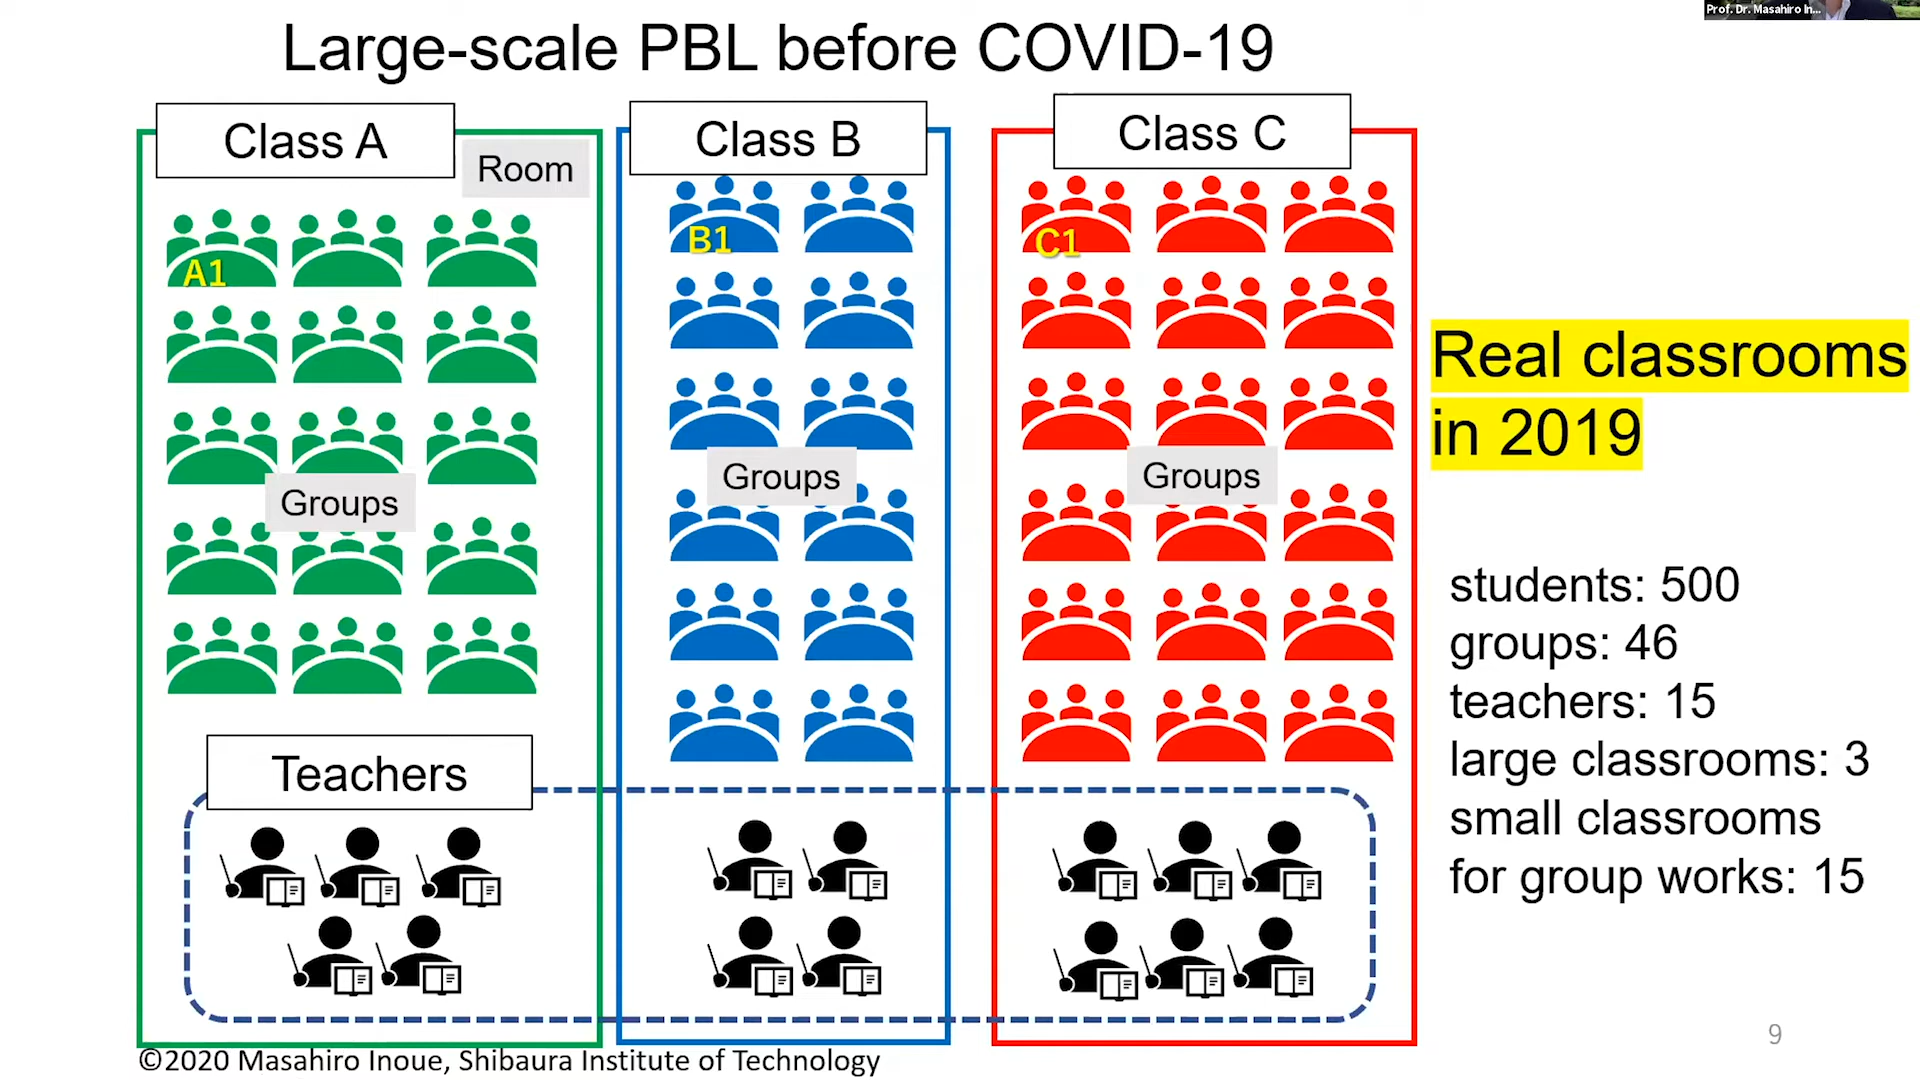 Prof. Dr. Masahiro In...
Large-scale PBL before COVID-19
Class A
Room
A1
Groups
Class B
B1
Groups
Class C
C1
Groups
Teachers
Real classrooms
in 2019
students: 500
groups: 46
teachers: 15
large classrooms: 3
small classrooms
for group works: 15
9
©2020 Masahiro Inoue, Shibaura Institute of Technology